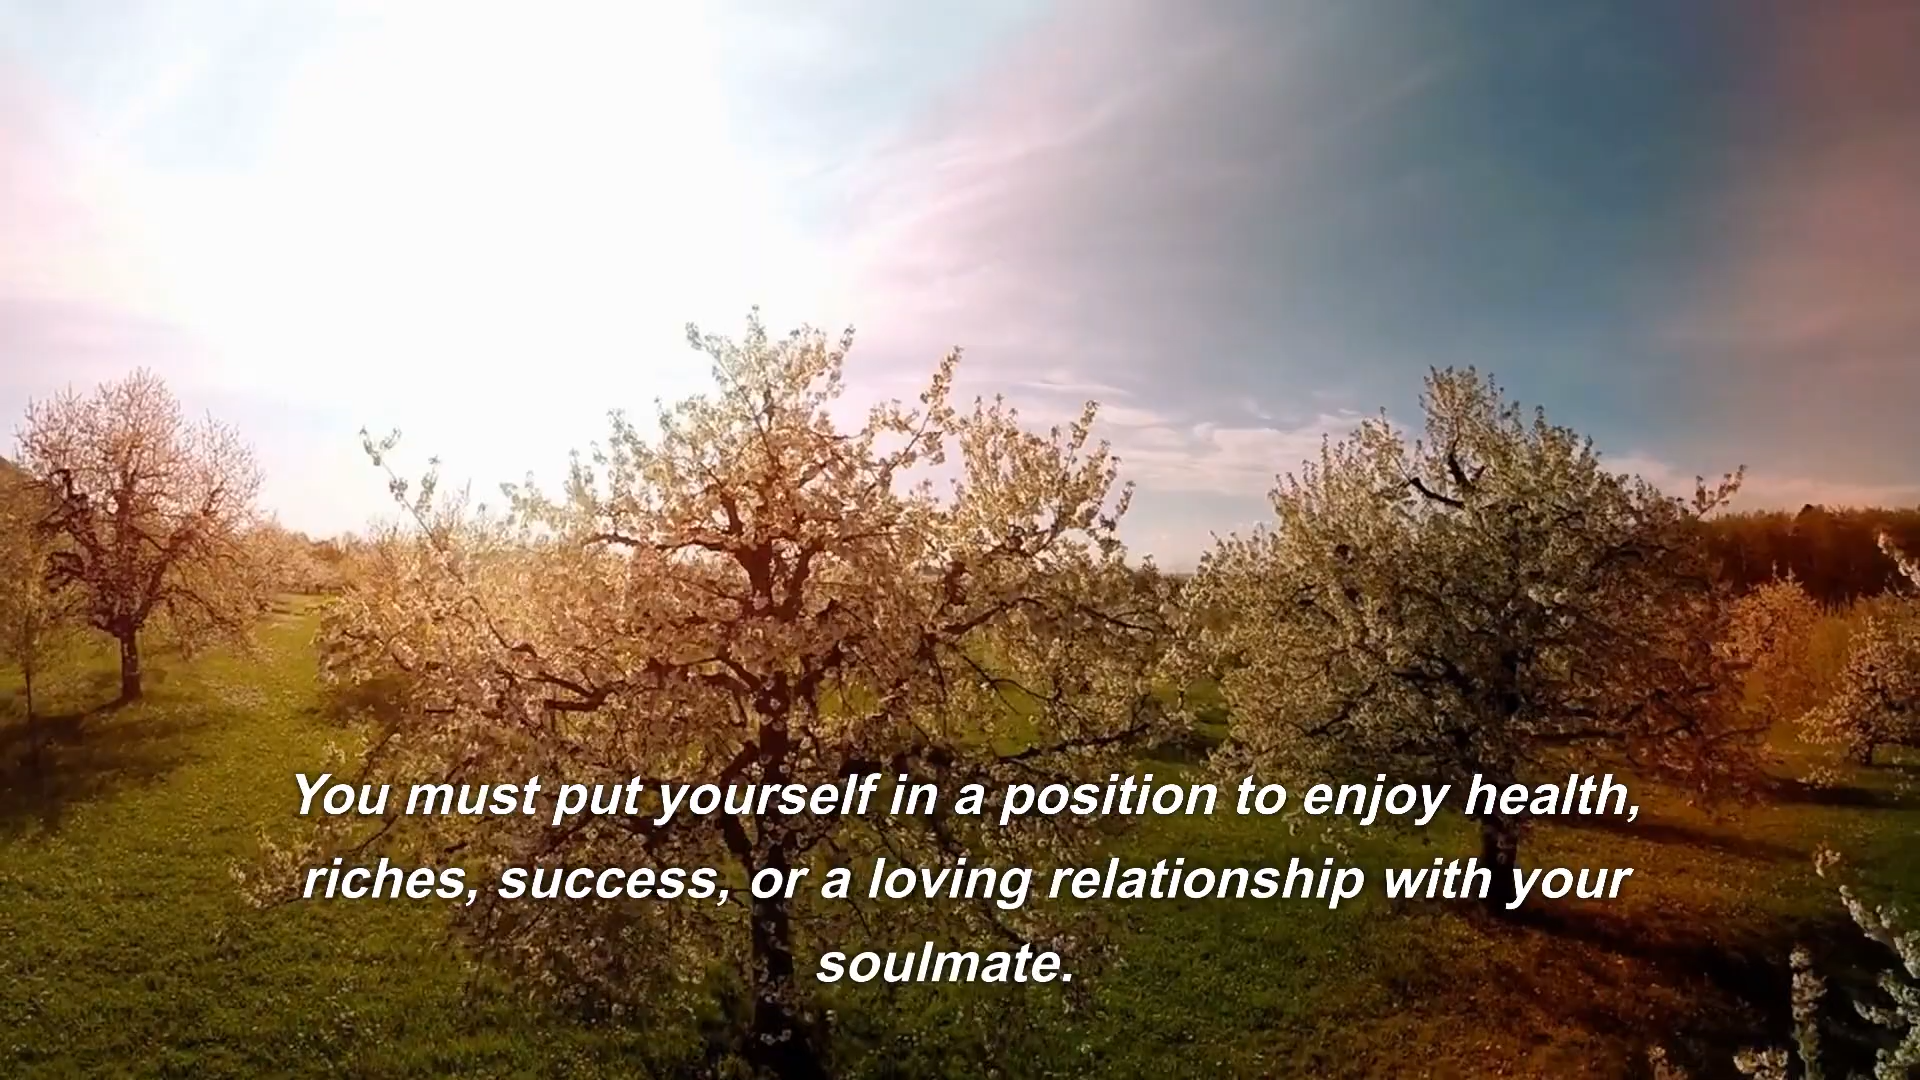 You must put yourself in a position to enjoy health,
riches, success, or a loving relationship with your
soulmate.